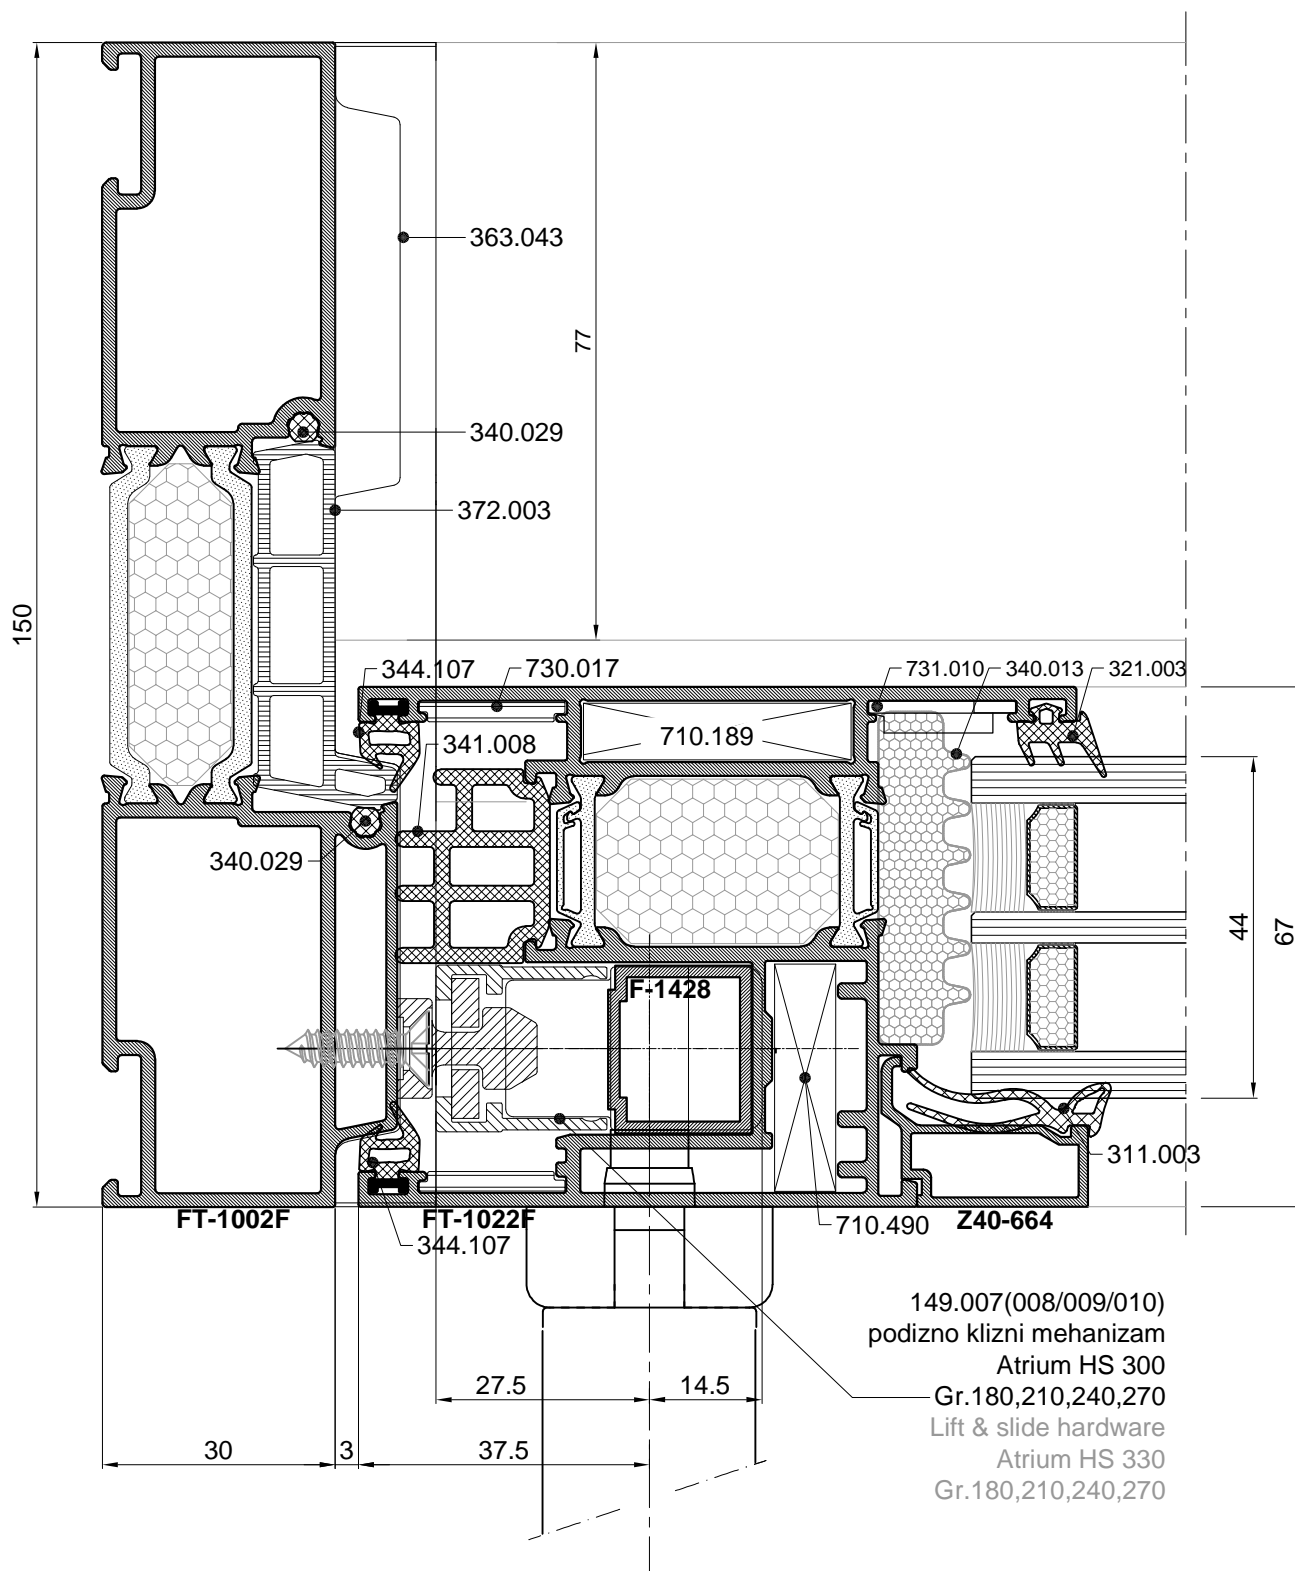 363.043
77
340.029
372.003
150
344.107
730.017
731.010
340.013
321.003
341.008
710.189
340.029
44
67
F-1428
311.003
FT-1002F
FT-1022F
710.490
Z40-664
344.107
149.007(008/009/010)
podizno klizni mehanizam
Atrium HS 300
Gr.180,210,240,270
Lift & slide hardware
Atrium HS 330
Gr.180,210,240,270
27.5
14.5
30
3
37.5